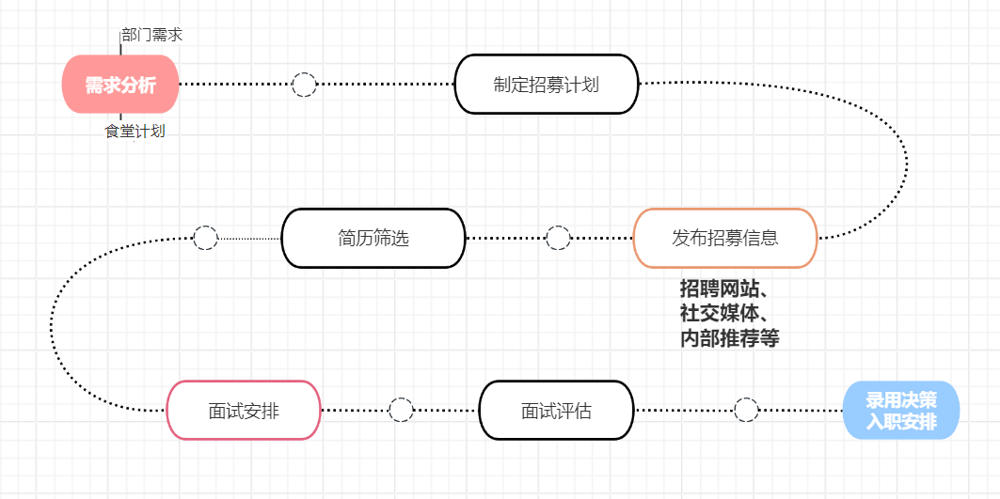 部门需求
需求分析
食堂计划
制定招募计划
简历筛选
发布招募信息
招聘网站、
社交媒体、
内部推荐等
面试安排
面试评估
录用决策
入职安排